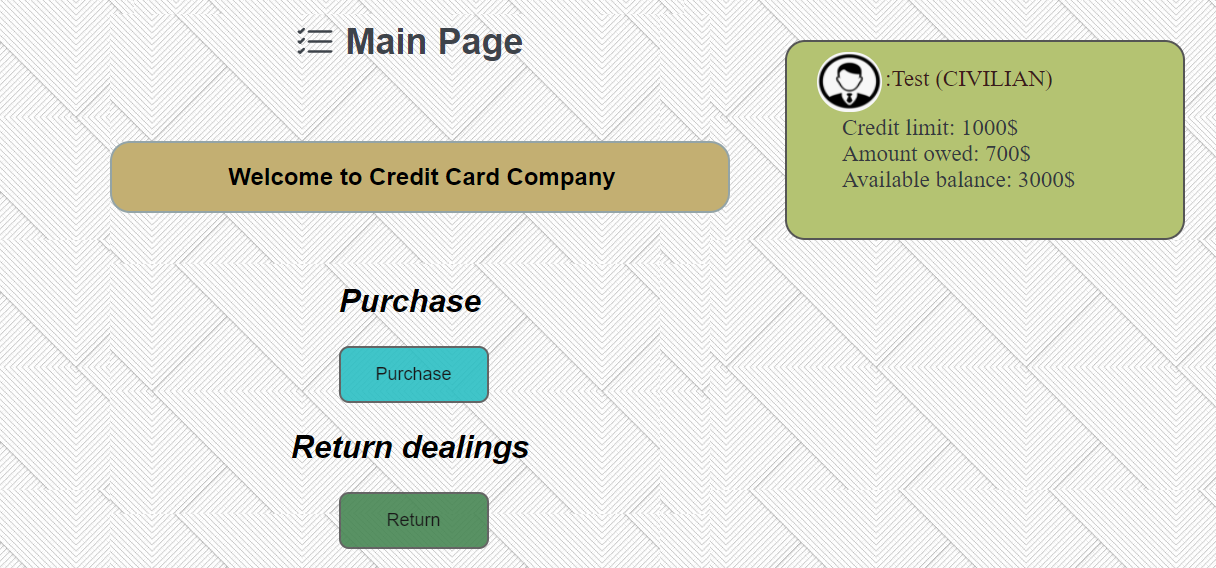 Main Page
:Test (CIVILIAN)
Credit limit: 1000$
Amount owed: 700$
Available balance: 3000$
Welcome to Credit Card Company
Purchase
Purchase
Return dealings
Return